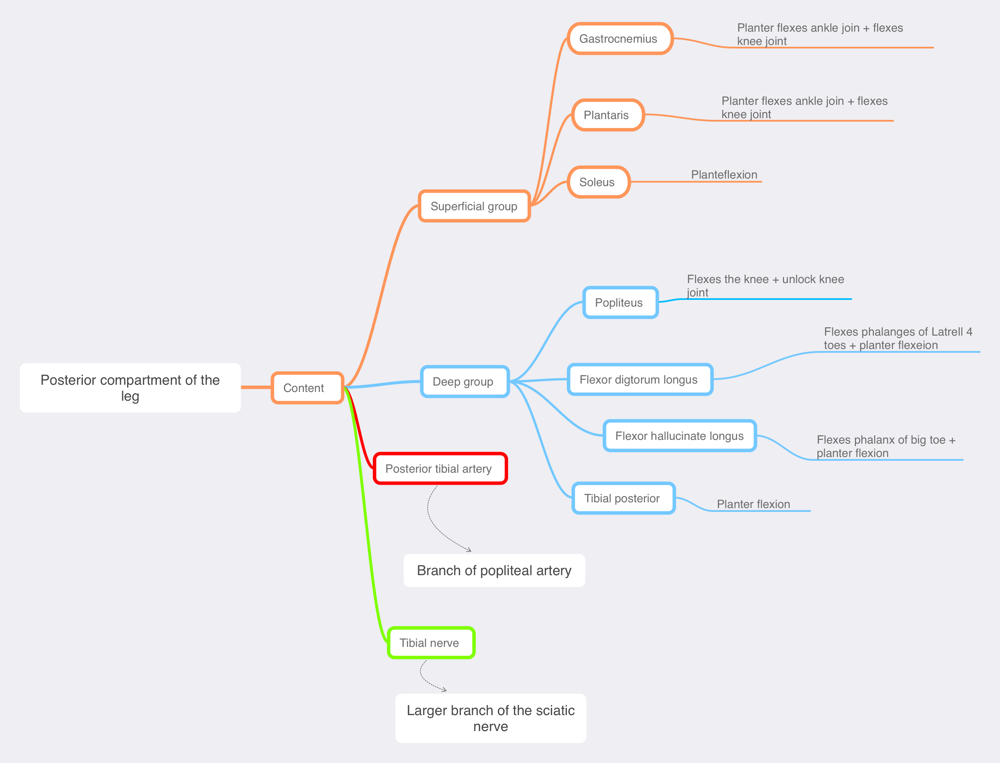 Posterior compartment of the
leg
Content
Superficial group
Gastrocnemius
Planter flexes ankle join + flexes
knee joint
Plantaris
Planter flexes ankle join + flexes
knee joint
Soleus
Planteflexion
Deep group
Popliteus
Flexes the knee + unlock knee
joint
Flexor digtorum longus
Flexes phalanges of Latrell 4
toes + planter flexeion
Flexor hallucinate longus
Flexes phalanx of big toe +
planter flexion
Tibial posterior
Planter flexion
Posterior tibial artery
Branch of popliteal artery
Tibial nerve
Larger branch of the sciatic
nerve